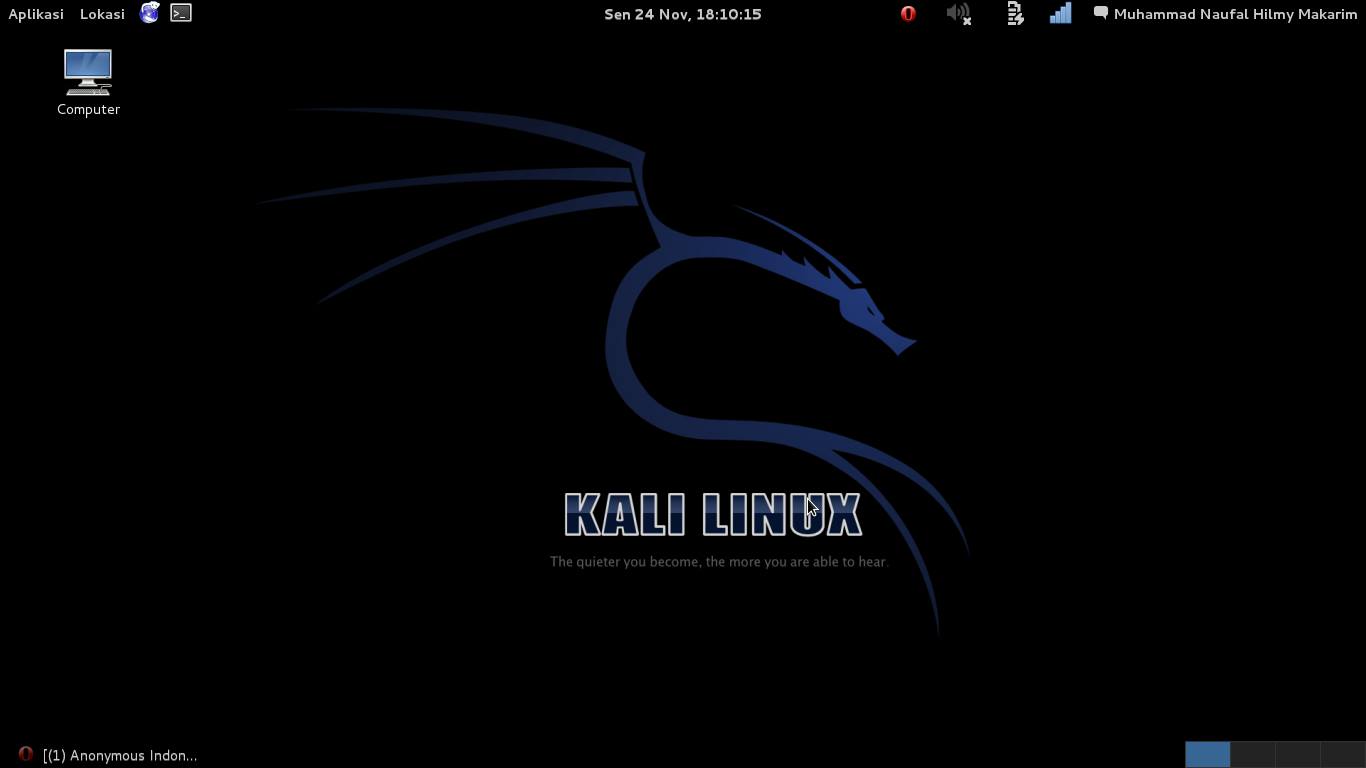 Aplikasi Lokasi Sen 24 Nov, 18:10:15 Muhammad Naufal Hilmy Makarim
Computer
KALI LINUX
The quieter you become, the more you are able to hear.
[(1) Anonymous Indon...